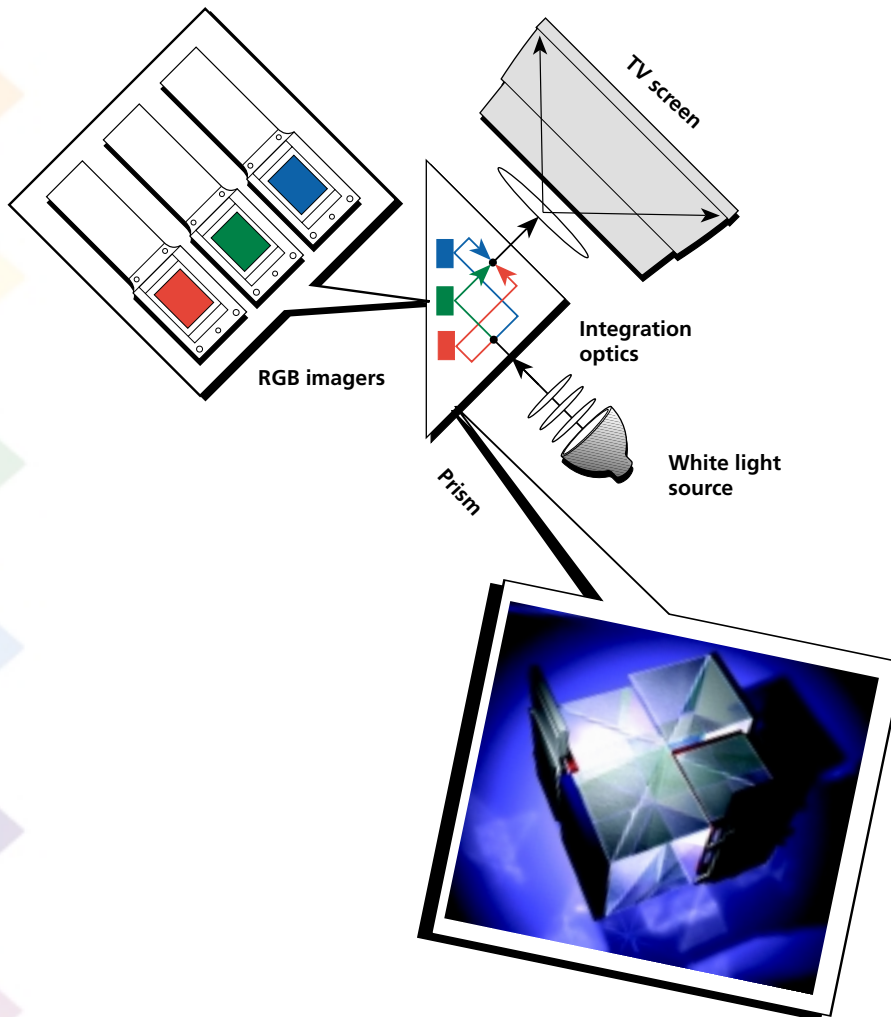 TV screen
Integration
optics
RGB imagers
White light
source
Prism